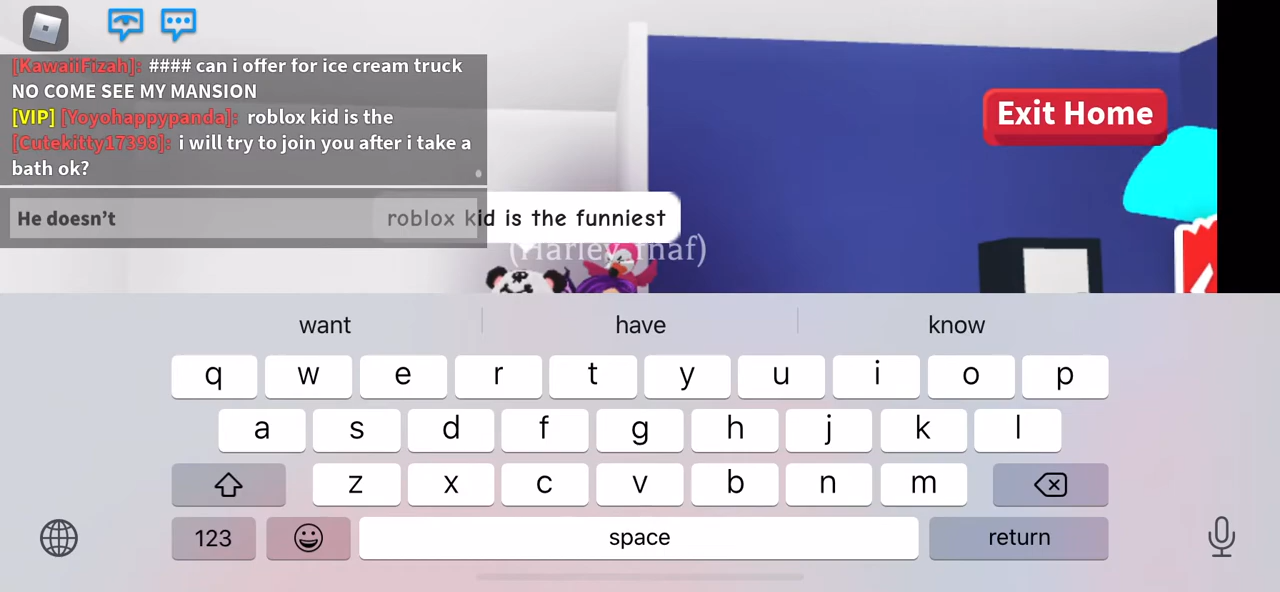 [KawaiiFizah]: #### can i offer for ice cream truck
NO COME SEE MY MANSION
[VIP] [Yoyohappypanda]: roblox kid is the
[Cutekitty17398]: i will try to join you after i take a
bath ok?
Exit Home
He doesn’t
roblox kid is the funniest
(Harley_fnaf)
want have know
q w e r t y u i o p
a s d f g h j k l
z x c v b n m
123 space return